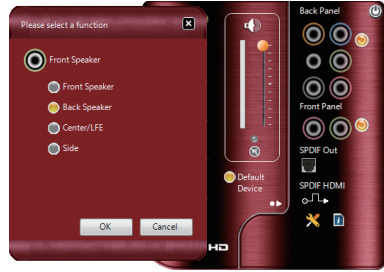 Please select a function
Front Speaker
Front Speaker
Back Speaker
Center/LFE
Side
OK
Cancel
Default
Device
HD
Back Panel
Front Panel
SPDIF Out
SPDIF HDMI